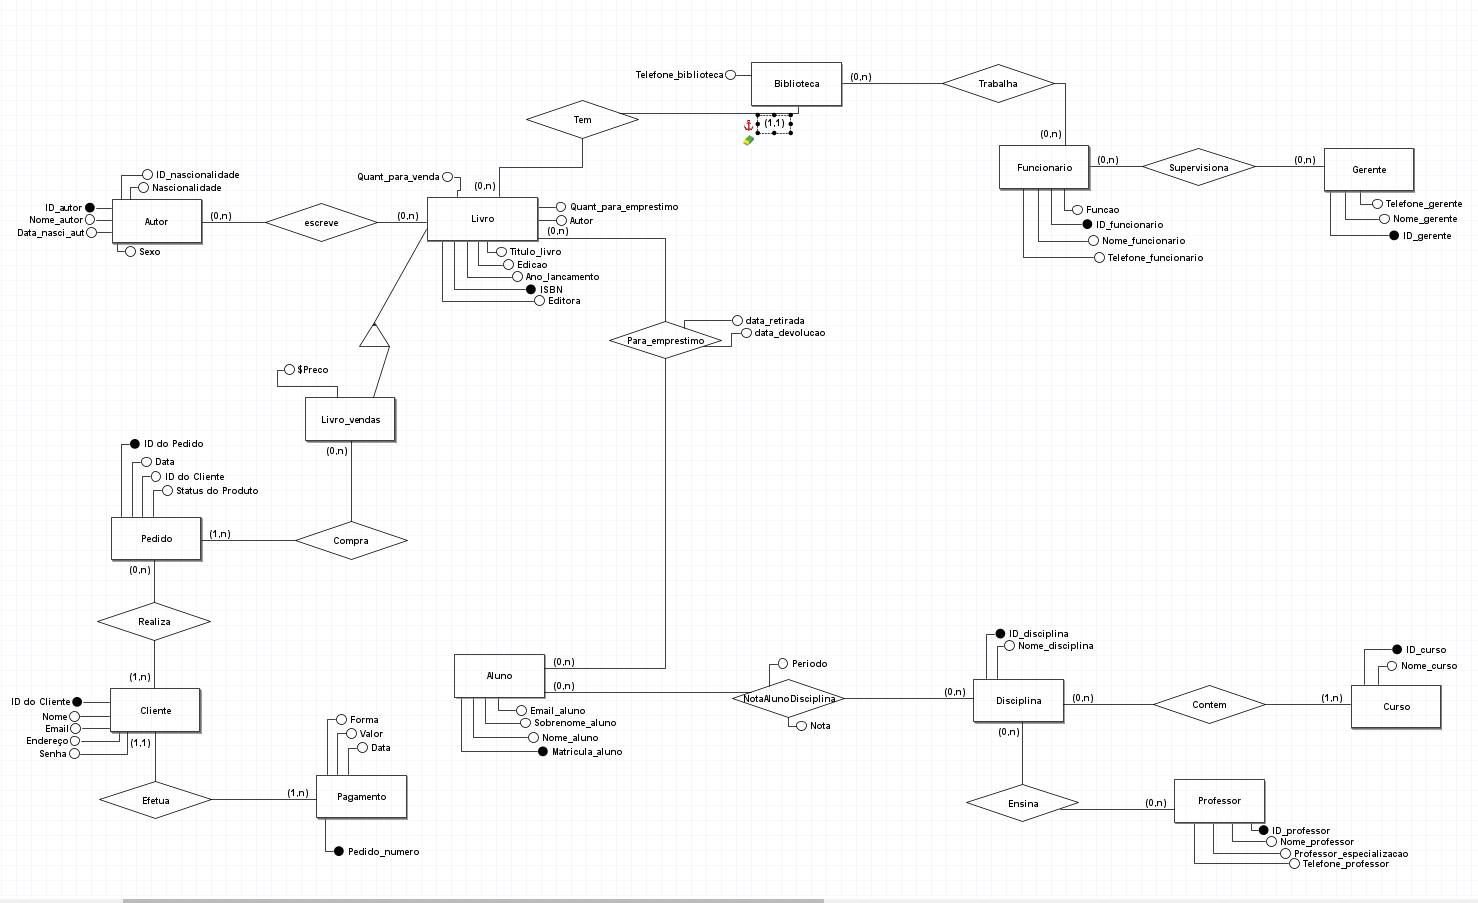 Telefone_biblioteca
Biblioteca
(0,n)
Trabalha
Tem
(1,1)
(0,n)
Funcionario
(0,n)
Supervisiona
(0,n)
Gerente
Telefone_gerente
Nome_gerente
ID_gerente
Funcao
ID_funcionario
Nome_funcionario
Telefone_funcionario
ID_nascionalidade
Nascionalidade
ID_autor
Nome_autor
Data_nasci_aut
Autor
Sexo
(0,n)
escreve
(0,n)
Quant_para_venda
(0,n)
Livro
Quant_para_emprestimo
Autor
(0,n)
Titulo_livro
Edicao
Ano_lancamento
ISBN
Editora
data_retirada
data_devolucao
Para_emprestimo
$Preco
Livro_vendas
(0,n)
ID do Pedido
Data
ID do Cliente
Status do Produto
Pedido
(1,n)
Compra
(0,n)
Realiza
(1,n)
ID do Cliente
Nome
Email
Endereço
Senha
Cliente
(1,1)
Efetua
(1,n)
Forma
Valor
Data
Pagamento
Pedido_numero
Aluno
(0,n)
(0,n)
Email_aluno
Sobrenome_aluno
Nome_aluno
Matricula_aluno
Periodo
NotaAlunoDisciplina
Nota
(0,n)
ID_disciplina
Nome_disciplina
Disciplina
(0,n)
Contem
(1,n)
ID_curso
Nome_curso
Curso
(0,n)
Ensina
(0,n)
Professor
ID_professor
Nome_professor
Professor_especializacao
Telefone_professor